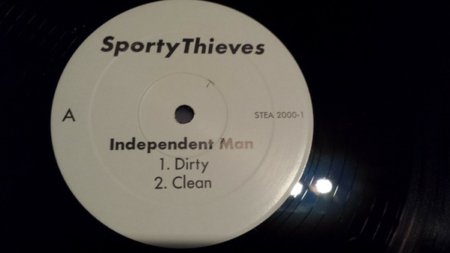 SportyThieves
A
STEA 2000-1
Independent Man
1. Dirty
2. Clean